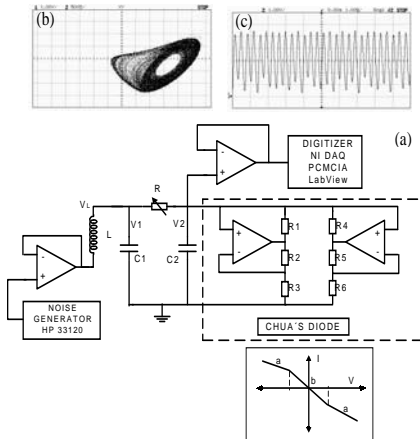 (b)
(c)
STOP
(a)
DIGITIZER
NI DAQ
PCMCIA
LabView
-
+
R
VL
V1
V2
L
C1
C2
-
+
R1
R2
R3
R4
R5
R6
-
+
NOISE
GENERATOR
HP 33120
CHUA´S DIODE
I
a
b
V
a